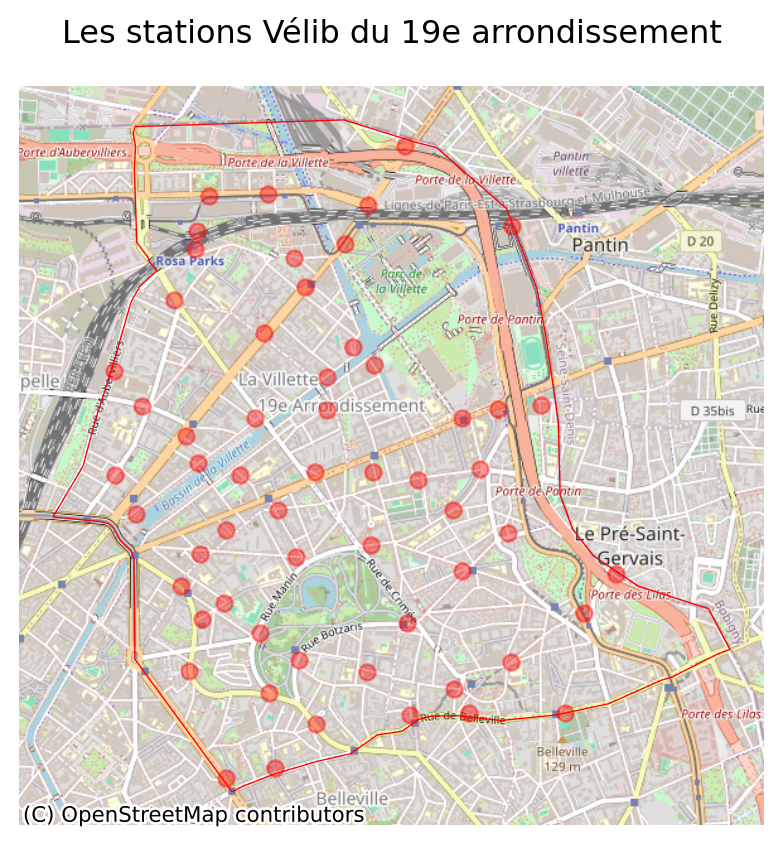 Les stations Vélib du 19e arrondissement
Porte d'Aubervilliers
Porte de la Villette
Pantin
villette
Porte de la Villette
Lignes de Paris-Est à Strasbourg et Mulhouse
Pantin
Pantin
D 20
Rosa Parks
Parc de
la Villette
Rue Delizy
Porte de Pantin
Seine-Saint-Denis
Rue d'Aubervilliers
pelle
La Villette
19e Arrondissement
D 35bis
Rue
Bassin de la Villette
Porte de Pantin
Le Pré-Saint-
Gervais
Rue Manin
Rue de Crimée
Porte des Lilas
Bobigny
Rue Botzaris
Rue de Belleville
Porte des Lilas
Belleville
129 m
Belleville
(C) OpenStreetMap contributors